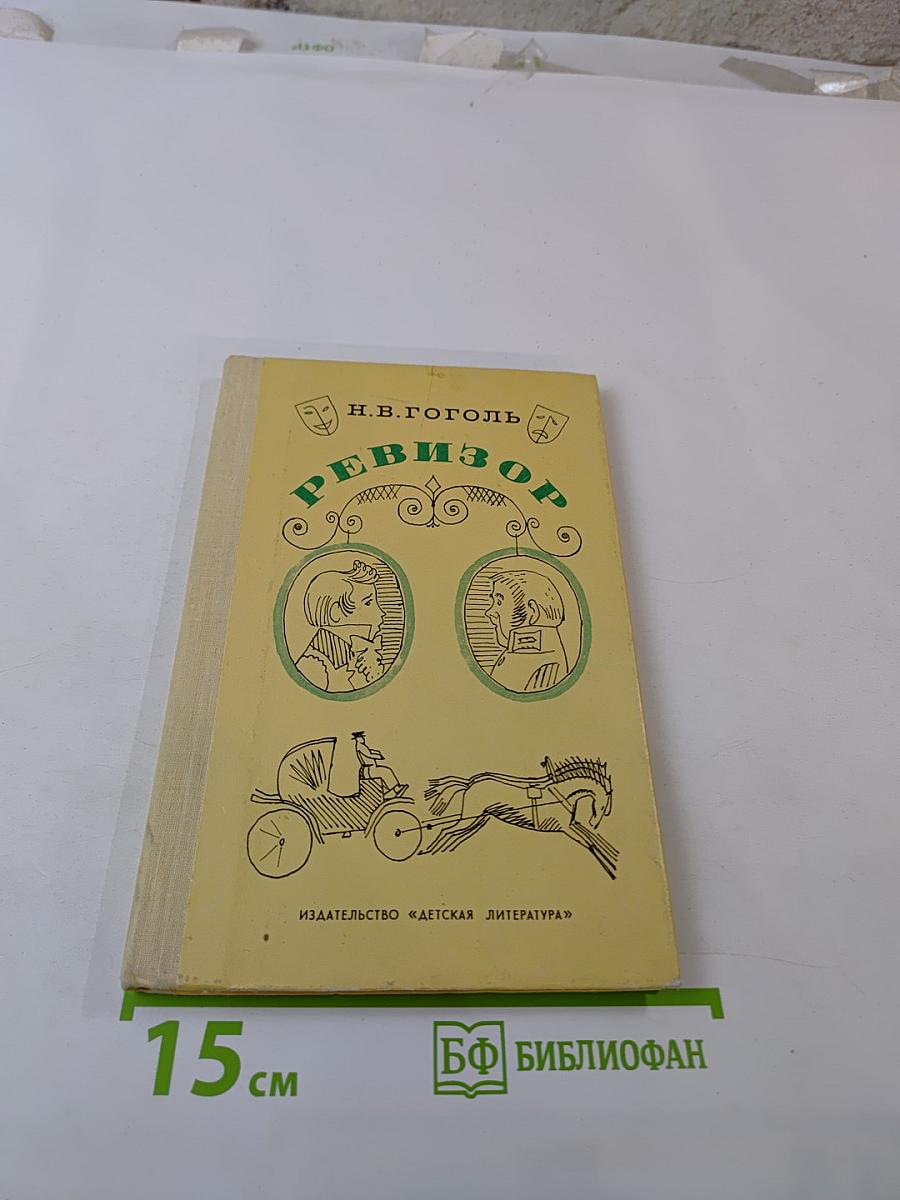 Н.В.ГОГОЛЬ
РЕВИЗОР
ИЗДАТЕЛЬСТВО «ДЕТСКАЯ ЛИТЕРАТУРА»
15 см
БФ БИБЛИОФАН